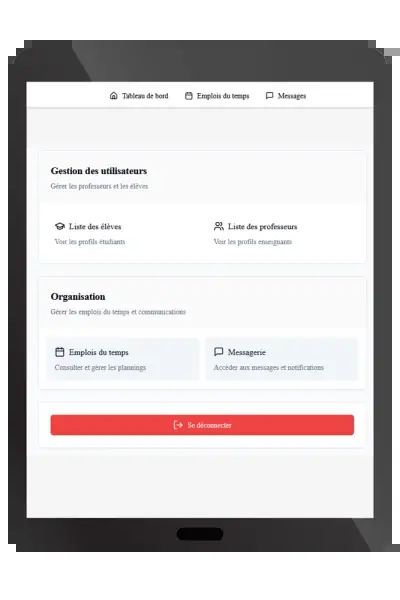 Tableau de bord Emplois du temps Messages
Gestion des utilisateurs
Gérer les professeurs et les élèves
Liste des élèves Liste des professeurs
Voir les profils étudiants Voir les profils enseignants
Organisation
Gérer les emplois du temps et communications
Emplois du temps Messagerie
Consulter et gérer les plannings Accéder aux messages et notifications
Se déconnecter